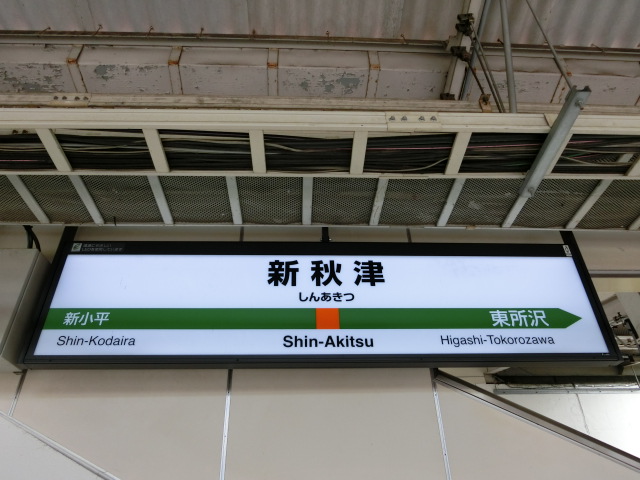 新秋津
しんあきつ
新小平
東所沢
Shin-Kodaira
Shin-Akitsu
Higashi-Tokorozawa